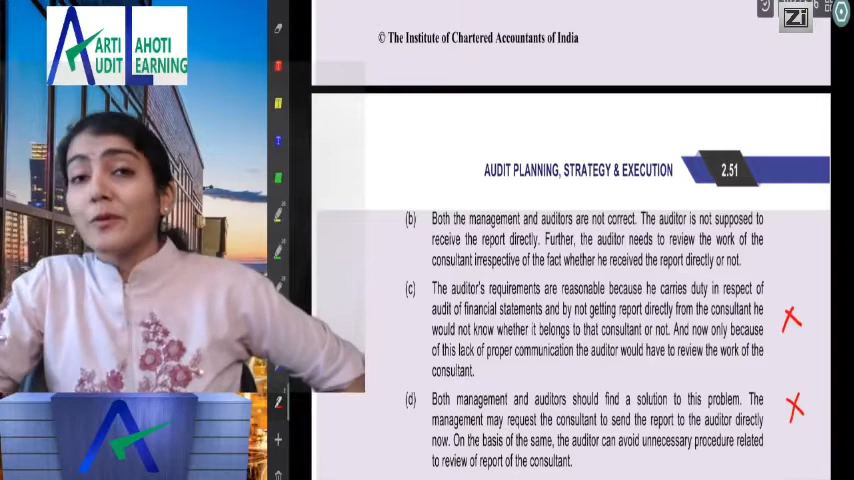 ARTI LAHOTI
AUDIT LEARNING
Zi
© The Institute of Chartered Accountants of India
AUDIT PLANNING, STRATEGY & EXECUTION 2.51
(b) Both the management and auditors are not correct. The auditor is not supposed to
receive the report directly. Further, the auditor needs to review the work of the
consultant irrespective of the fact whether he received the report directly or not.
(c) The auditor's requirements are reasonable because he carries duty in respect of
audit of financial statements and by not getting report directly from the consultant he
would not know whether it belongs to that consultant or not. And now only because
of this lack of proper communication the auditor would have to review the work of the
consultant.
(d) Both management and auditors should find a solution to this problem. The
management may request the consultant to send the report to the auditor directly
now. On the basis of the same, the auditor can avoid unnecessary procedure related
to review of report of the consultant.